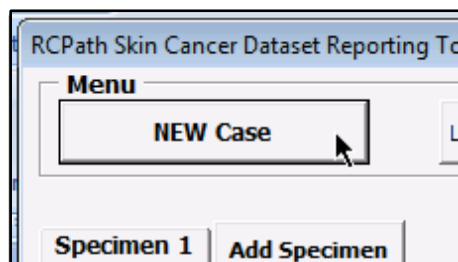 RCPath Skin Cancer Dataset Reporting To
Menu
NEW Case
L
Specimen 1
Add Specimen